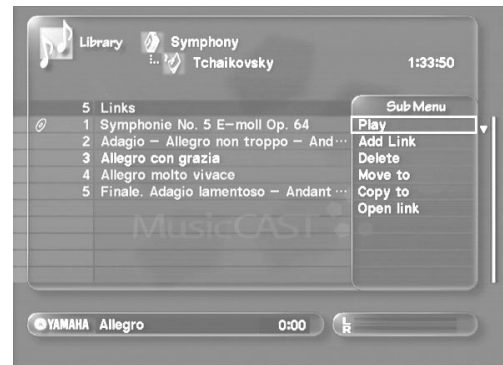 Library Symphony
Tchaikovsky 1:33:50
5 Links
1 Symphonie No. 5 E-moll Op. 64
2 Adagio - Allegro non troppo - And ···
3 Allegro con grazia
4 Allegro molto vivace
5 Finale. Adagio lamentoso - Andant ···
Sub Menu
Play
Add Link
Delete
Move to
Copy to
Open link
MusicCAST
YAMAHA Allegro 0:00 L
R